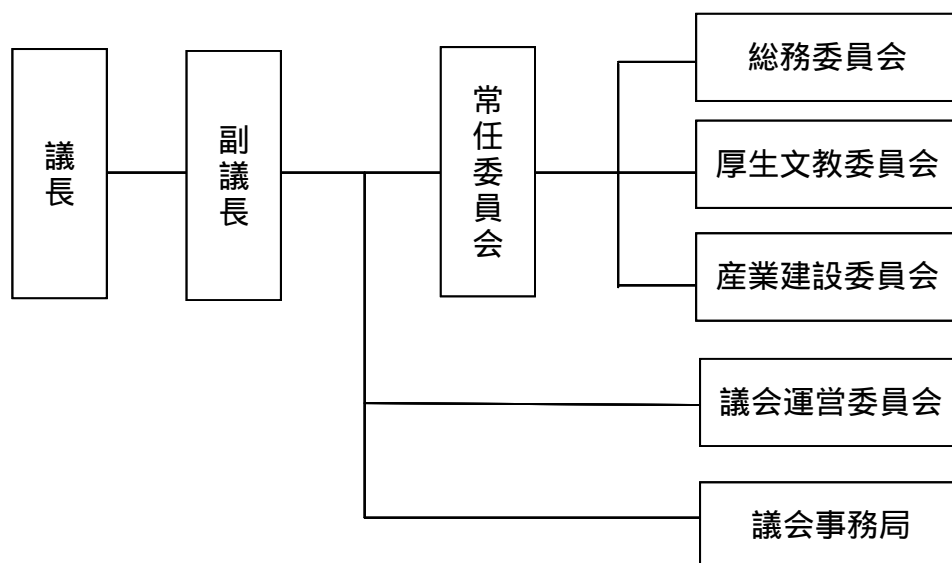 議長
副議長
常任委員会
総務委員会
厚生文教委員会
産業建設委員会
議会運営委員会
議会事務局